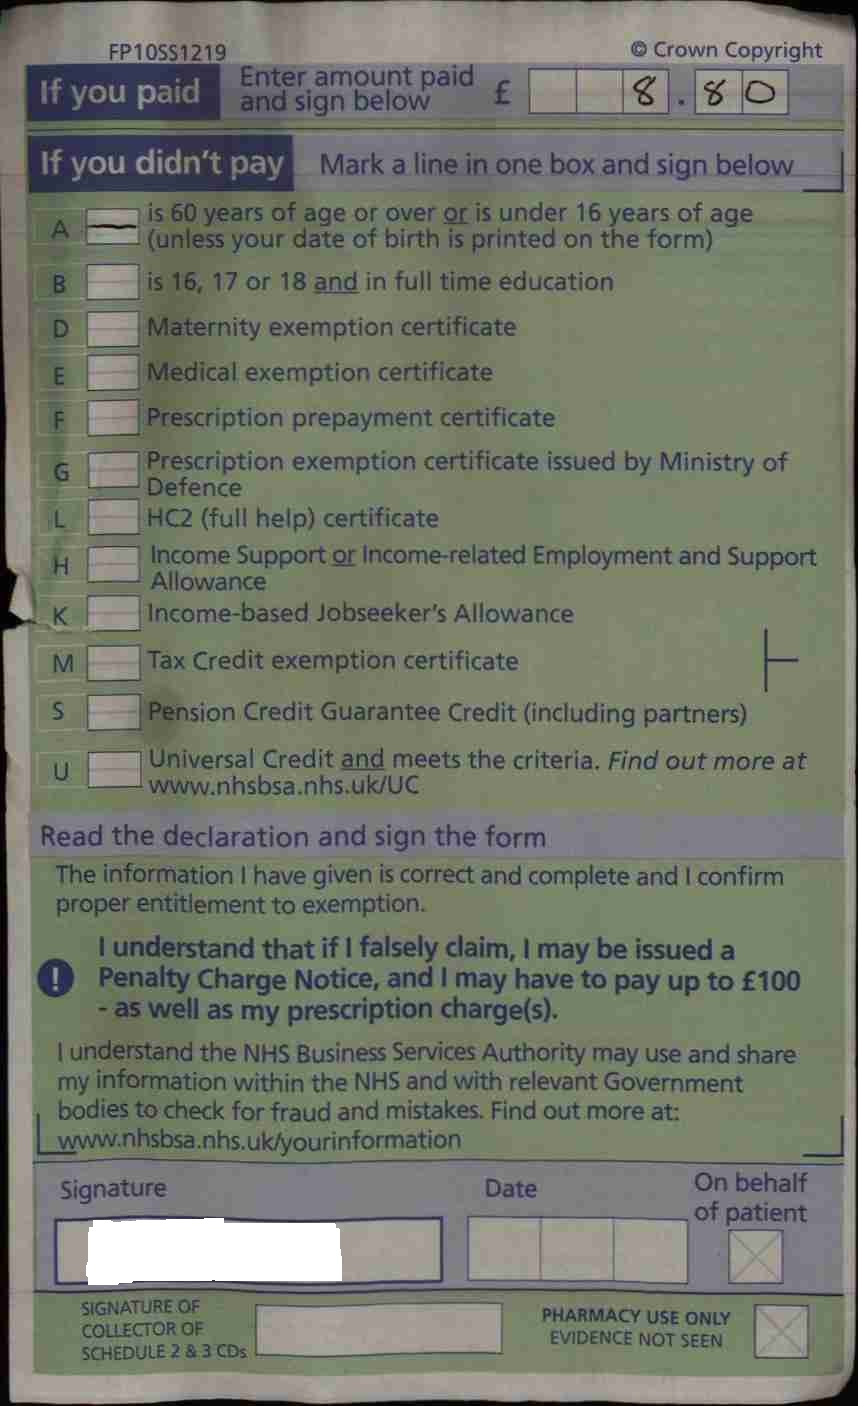 FP10SS1219 © Crown Copyright
If you paid Enter amount paid and sign below £ 8.80
If you didn't pay Mark a line in one box and sign below
A is 60 years of age or over or is under 16 years of age
(unless your date of birth is printed on the form)
B is 16, 17 or 18 and in full time education
D Maternity exemption certificate
E Medical exemption certificate
F Prescription prepayment certificate
G Prescription exemption certificate issued by Ministry of
Defence
L HC2 (full help) certificate
H Income Support or Income-related Employment and Support
Allowance
K Income-based Jobseeker's Allowance
M Tax Credit exemption certificate
S Pension Credit Guarantee Credit (including partners)
U Universal Credit and meets the criteria. Find out more at
www.nhsbsa.nhs.uk/UC
Read the declaration and sign the form
The information I have given is correct and complete and I confirm
proper entitlement to exemption.
I understand that if I falsely claim, I may be issued a
! Penalty Charge Notice, and I may have to pay up to £100
- as well as my prescription charge(s).
I understand the NHS Business Services Authority may use and share
my information within the NHS and with relevant Government
bodies to check for fraud and mistakes. Find out more at:
www.nhsbsa.nhs.uk/yourinformation
Signature Date On behalf
of patient
SIGNATURE OF
COLLECTOR OF
SCHEDULE 2 & 3 CDs
PHARMACY USE ONLY
EVIDENCE NOT SEEN